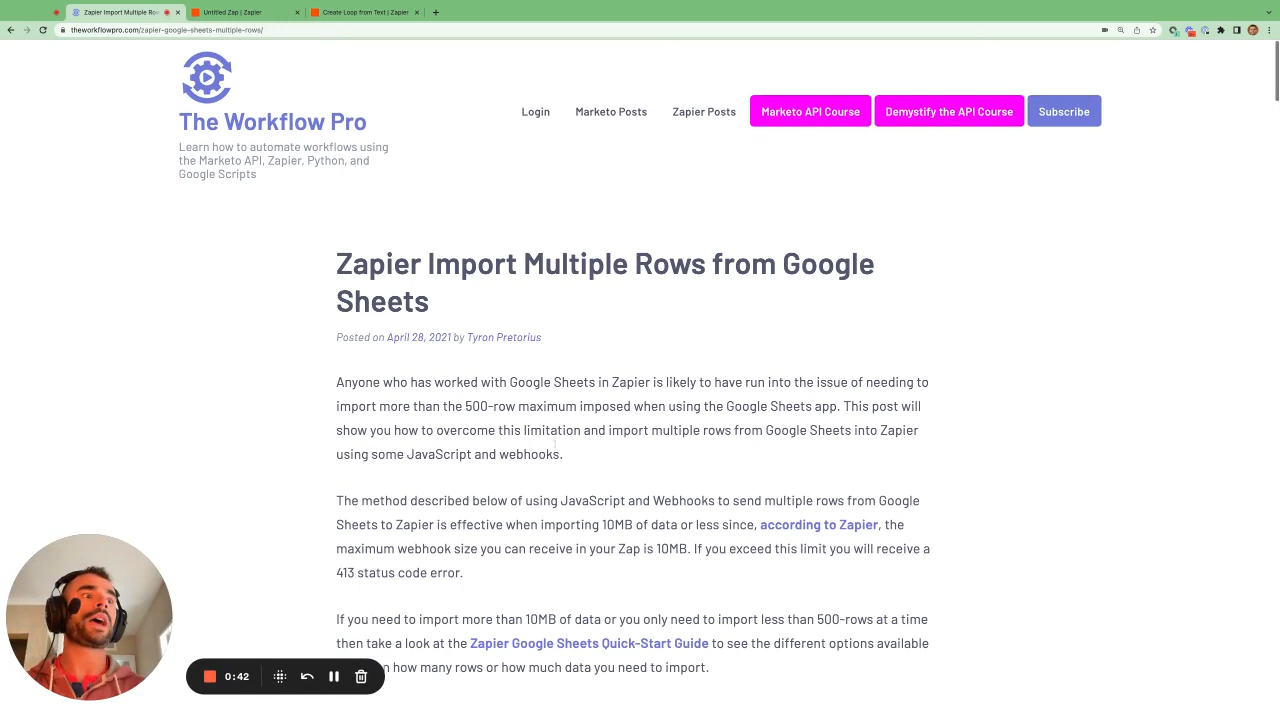 Zapier Import Multiple Ro
Untitled Zap | Zapier
Create Loop from Text | Zapier
theworkflowpro.com/zapier-google-sheets-multiple-rows/
The Workflow Pro
Learn how to automate workflows using
the Marketo API, Zapier, Python, and
Google Scripts
Login
Marketo Posts
Zapier Posts
Marketo API Course
Demystify the API Course
Subscribe
Zapier Import Multiple Rows from Google
Sheets
Posted on April 28, 2021 by Tyron Pretorius
Anyone who has worked with Google Sheets in Zapier is likely to have run into the issue of needing to
import more than the 500-row maximum imposed when using the Google Sheets app. This post will
show you how to overcome this limitation and import multiple rows from Google Sheets into Zapier
using some JavaScript and webhooks.
The method described below of using JavaScript and Webhooks to send multiple rows from Google
Sheets to Zapier is effective when importing 10MB of data or less since, according to Zapier, the
maximum webhook size you can receive in your Zap is 10MB. If you exceed this limit you will receive a
413 status code error.
If you need to import more than 10MB of data or you only need to import less than 500-rows at a time
then take a look at the Zapier Google Sheets Quick-Start Guide to see the different options available
n how many rows or how much data you need to import.
0:42